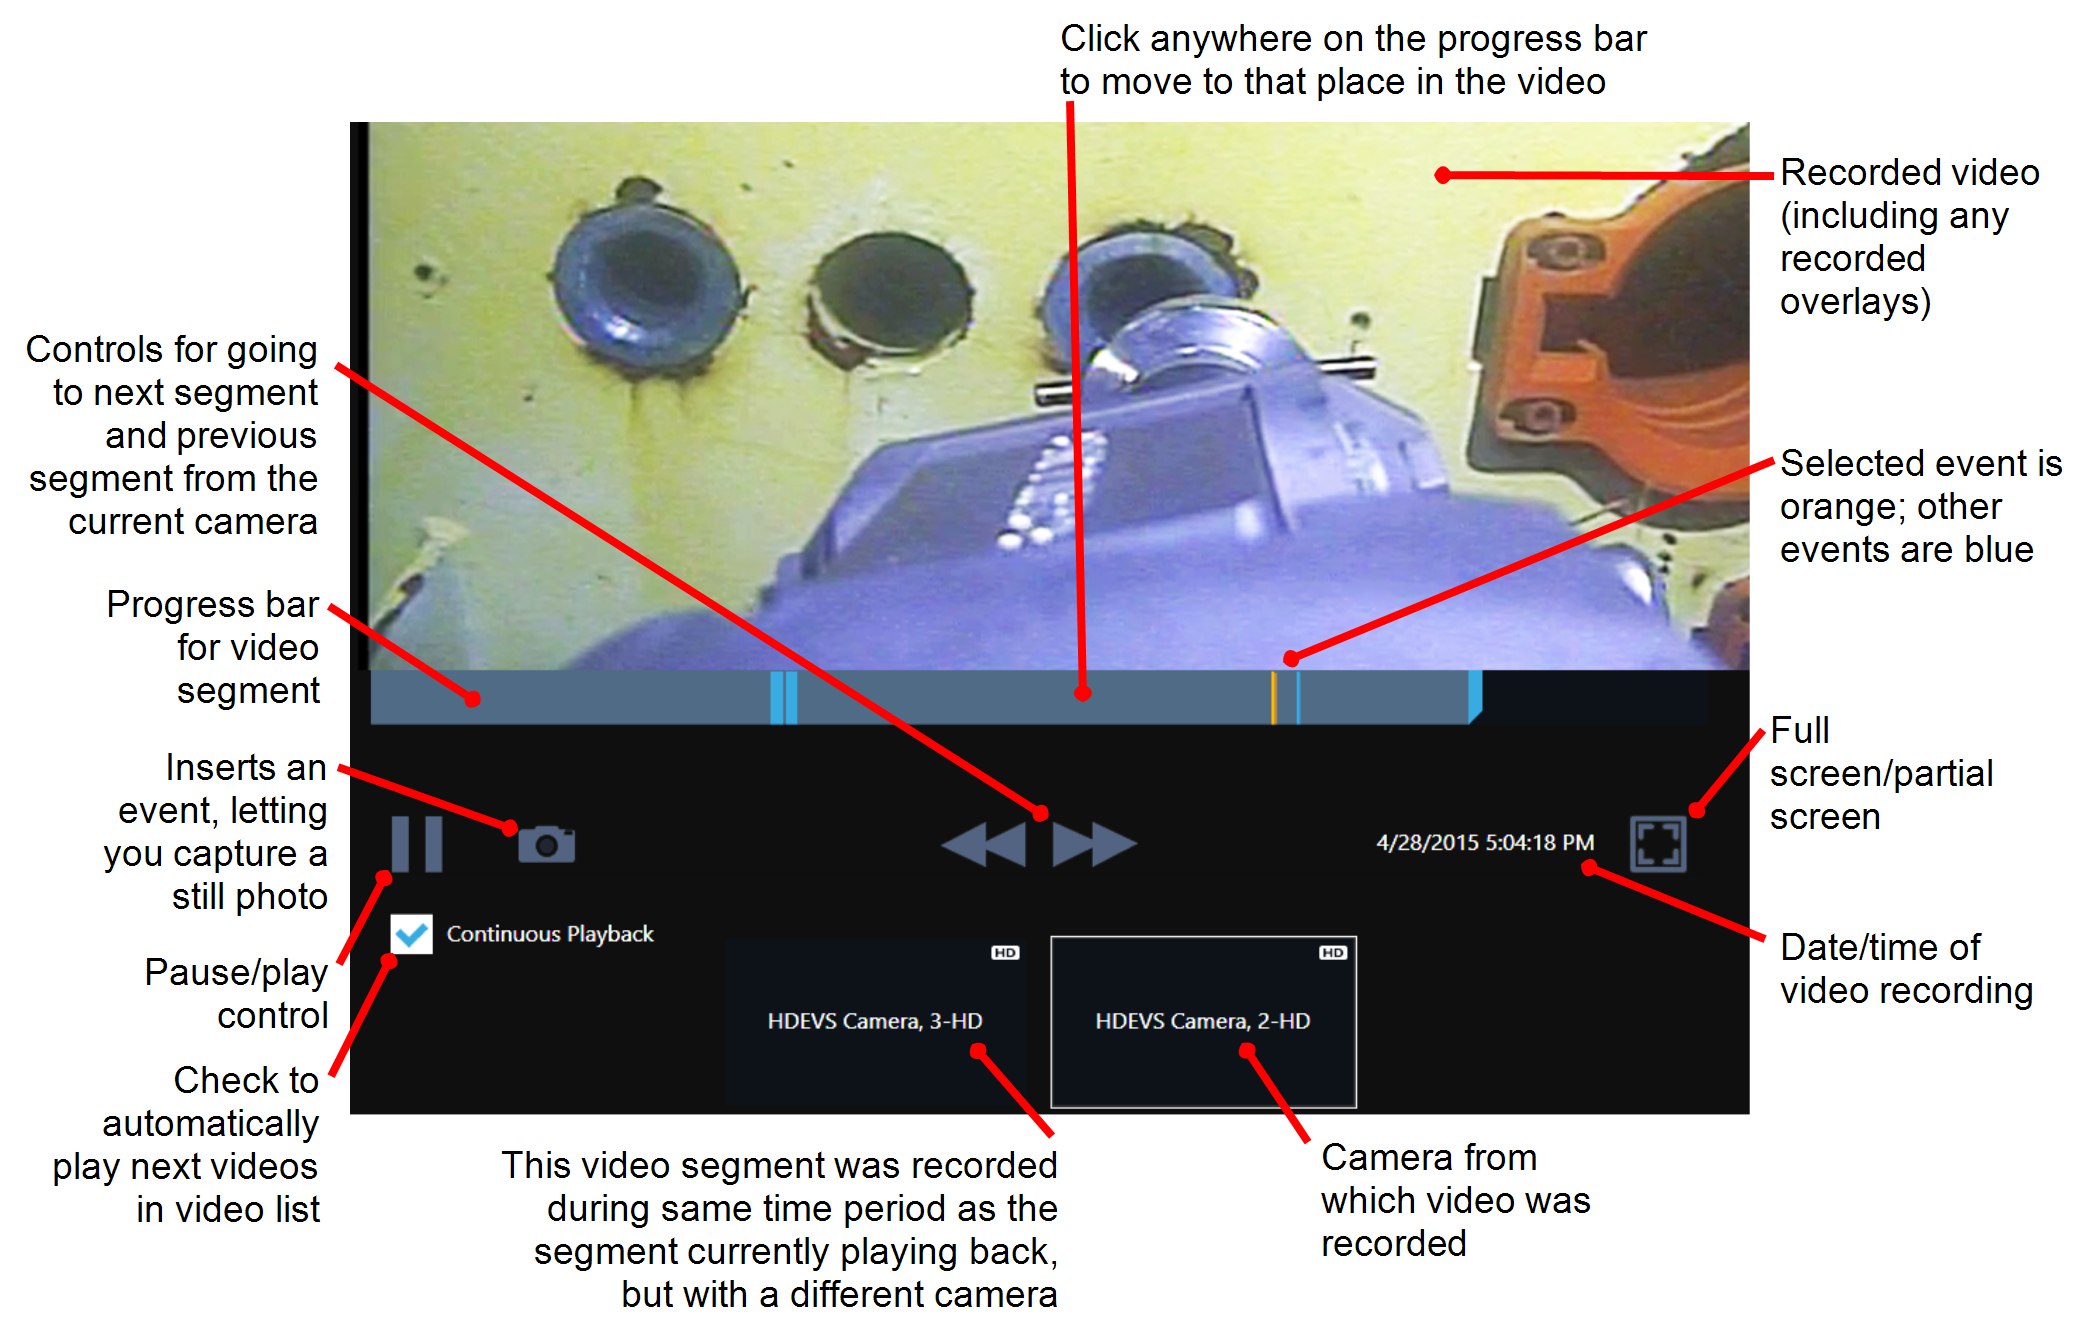 Click anywhere on the progress bar
to move to that place in the video
Recorded video
(including any
recorded
overlays)
Controls for going
to next segment
and previous
segment from the
current camera
Selected event is
orange; other
events are blue
Progress bar
for video
segment
Full
screen/partial
screen
Inserts an
event, letting
you capture a
still photo
4/28/2015 5:04:18 PM
Continuous Playback
Pause/play
control
Date/time of
video recording
HD
HDEVS Camera, 3-HD
HD
HDEVS Camera, 2-HD
Check to
automatically
play next videos
in video list
This video segment was recorded
during same time period as the
segment currently playing back,
but with a different camera
Camera from
which video was
recorded